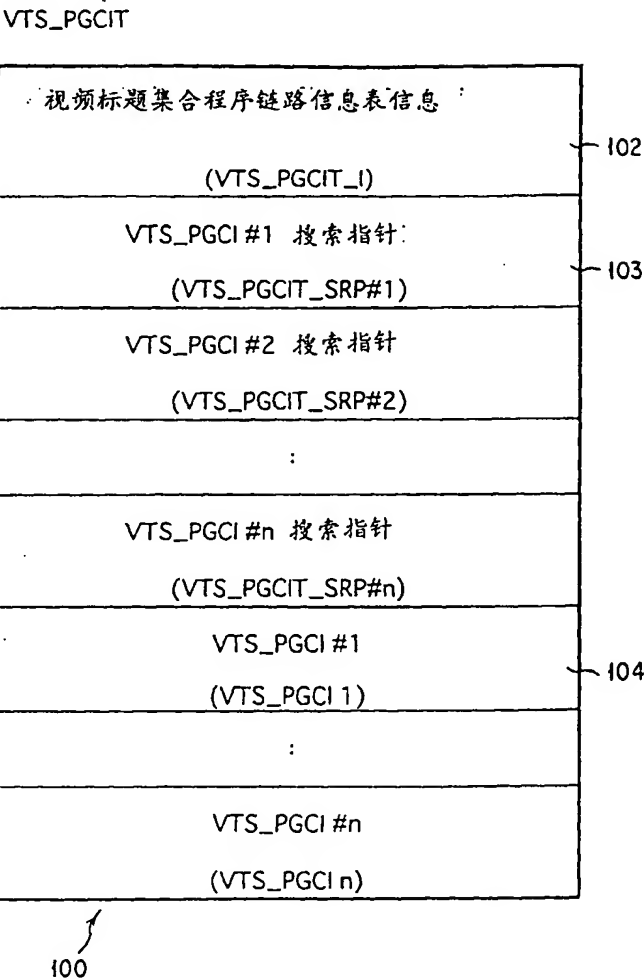 VTS_PGCIT
视频标题集合程序链路信息表信息
(VTS_PGCIT_I)
102
VTS_PGCI #1 搜索指针
(VTS_PGCIT_SRP#1)
103
VTS_PGCI #2 搜索指针
(VTS_PGCIT_SRP#2)
:
VTS_PGCI #n 搜索指针
(VTS_PGCIT_SRP#n)
VTS_PGCI #1
(VTS_PGCI 1)
104
:
VTS_PGCI #n
(VTS_PGCI n)
100